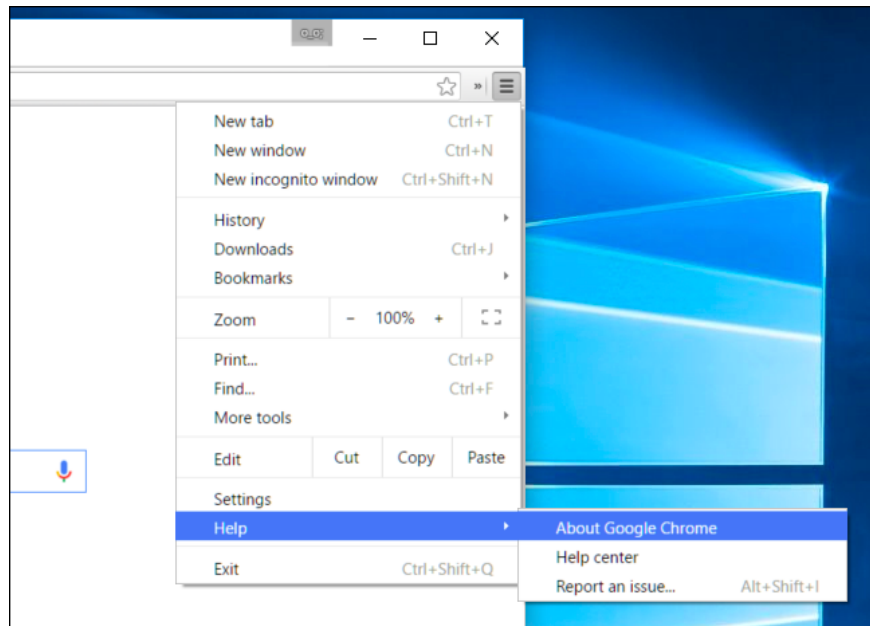 New tab Ctrl+T
New window Ctrl+N
New incognito window Ctrl+Shift+N
History
Downloads Ctrl+J
Bookmarks
Zoom - 100% +
Print... Ctrl+P
Find... Ctrl+F
More tools
Edit Cut Copy Paste
Settings
Help
Exit Ctrl+Shift+Q
About Google Chrome
Help center
Report an issue... Alt+Shift+I